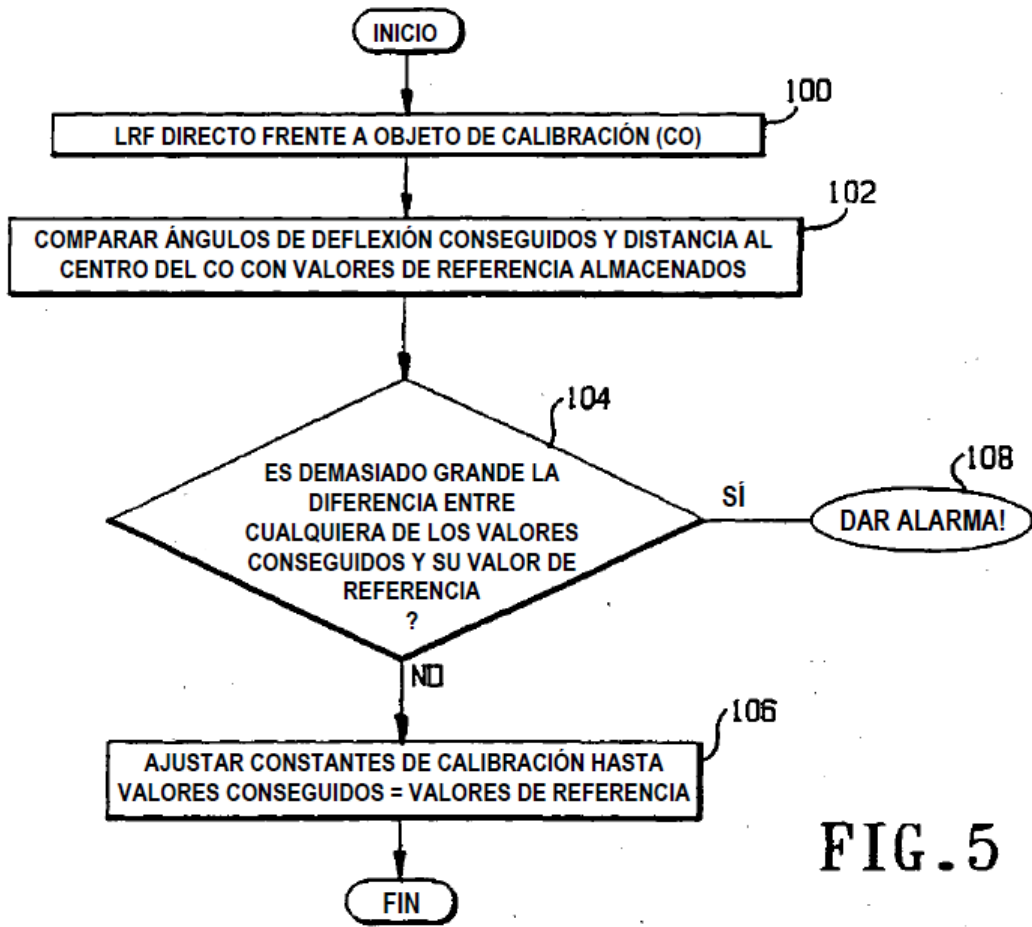 INICIO
100
LRF DIRECTO FRENTE A OBJETO DE CALIBRACIÓN (CO)
102
COMPARAR ÁNGULOS DE DEFLEXIÓN CONSEGUIDOS Y DISTANCIA AL
CENTRO DEL CO CON VALORES DE REFERENCIA ALMACENADOS
104
ES DEMASIADO GRANDE LA
DIFERENCIA ENTRE
CUALQUIERA DE LOS VALORES
CONSEGUIDOS Y SU VALOR DE
REFERENCIA
?
SÍ
108
DAR ALARMA!
NO
106
AJUSTAR CONSTANTES DE CALIBRACIÓN HASTA
VALORES CONSEGUIDOS = VALORES DE REFERENCIA
FIN
FIG.5